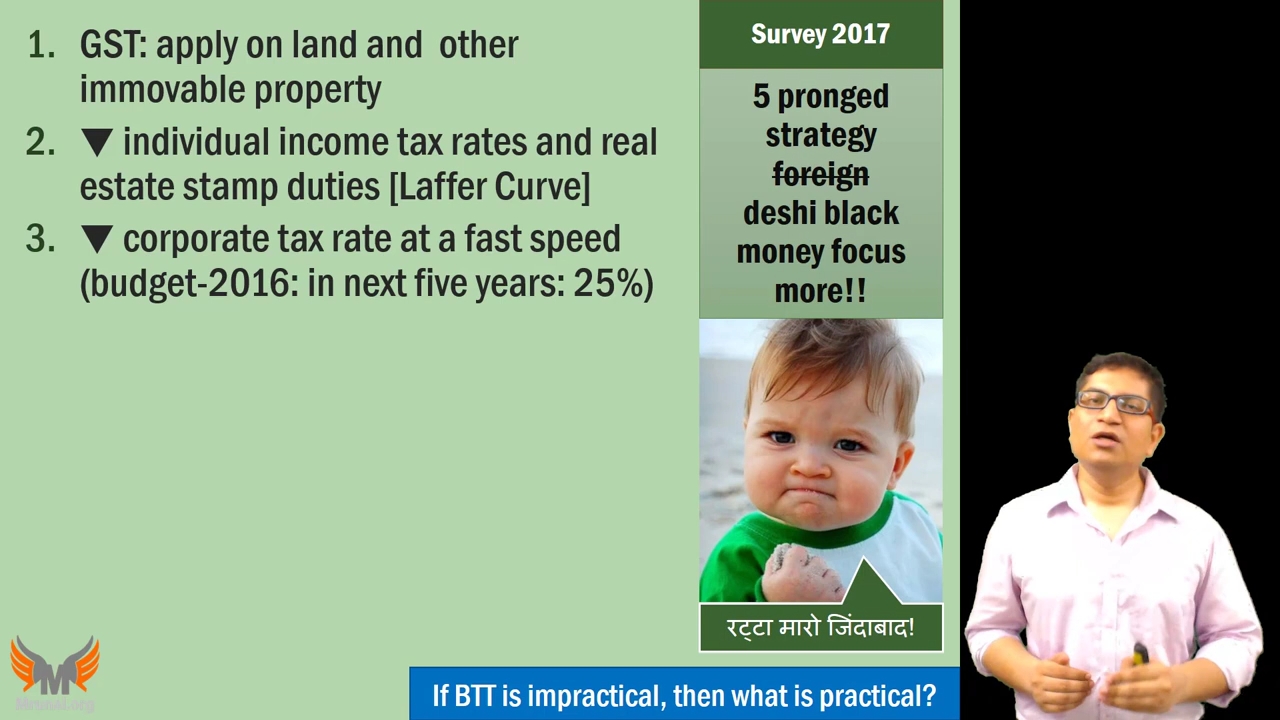 1. GST: apply on land and other
immovable property
2. ▼ individual income tax rates and real
estate stamp duties [Laffer Curve]
3. ▼ corporate tax rate at a fast speed
(budget-2016: in next five years: 25%)
Survey 2017
5 pronged
strategy
foreign
deshi black
money focus
more!!
रट्टा मारो जिंदाबाद!
If BTT is impractical, then what is practical?
M
Mrunal.org